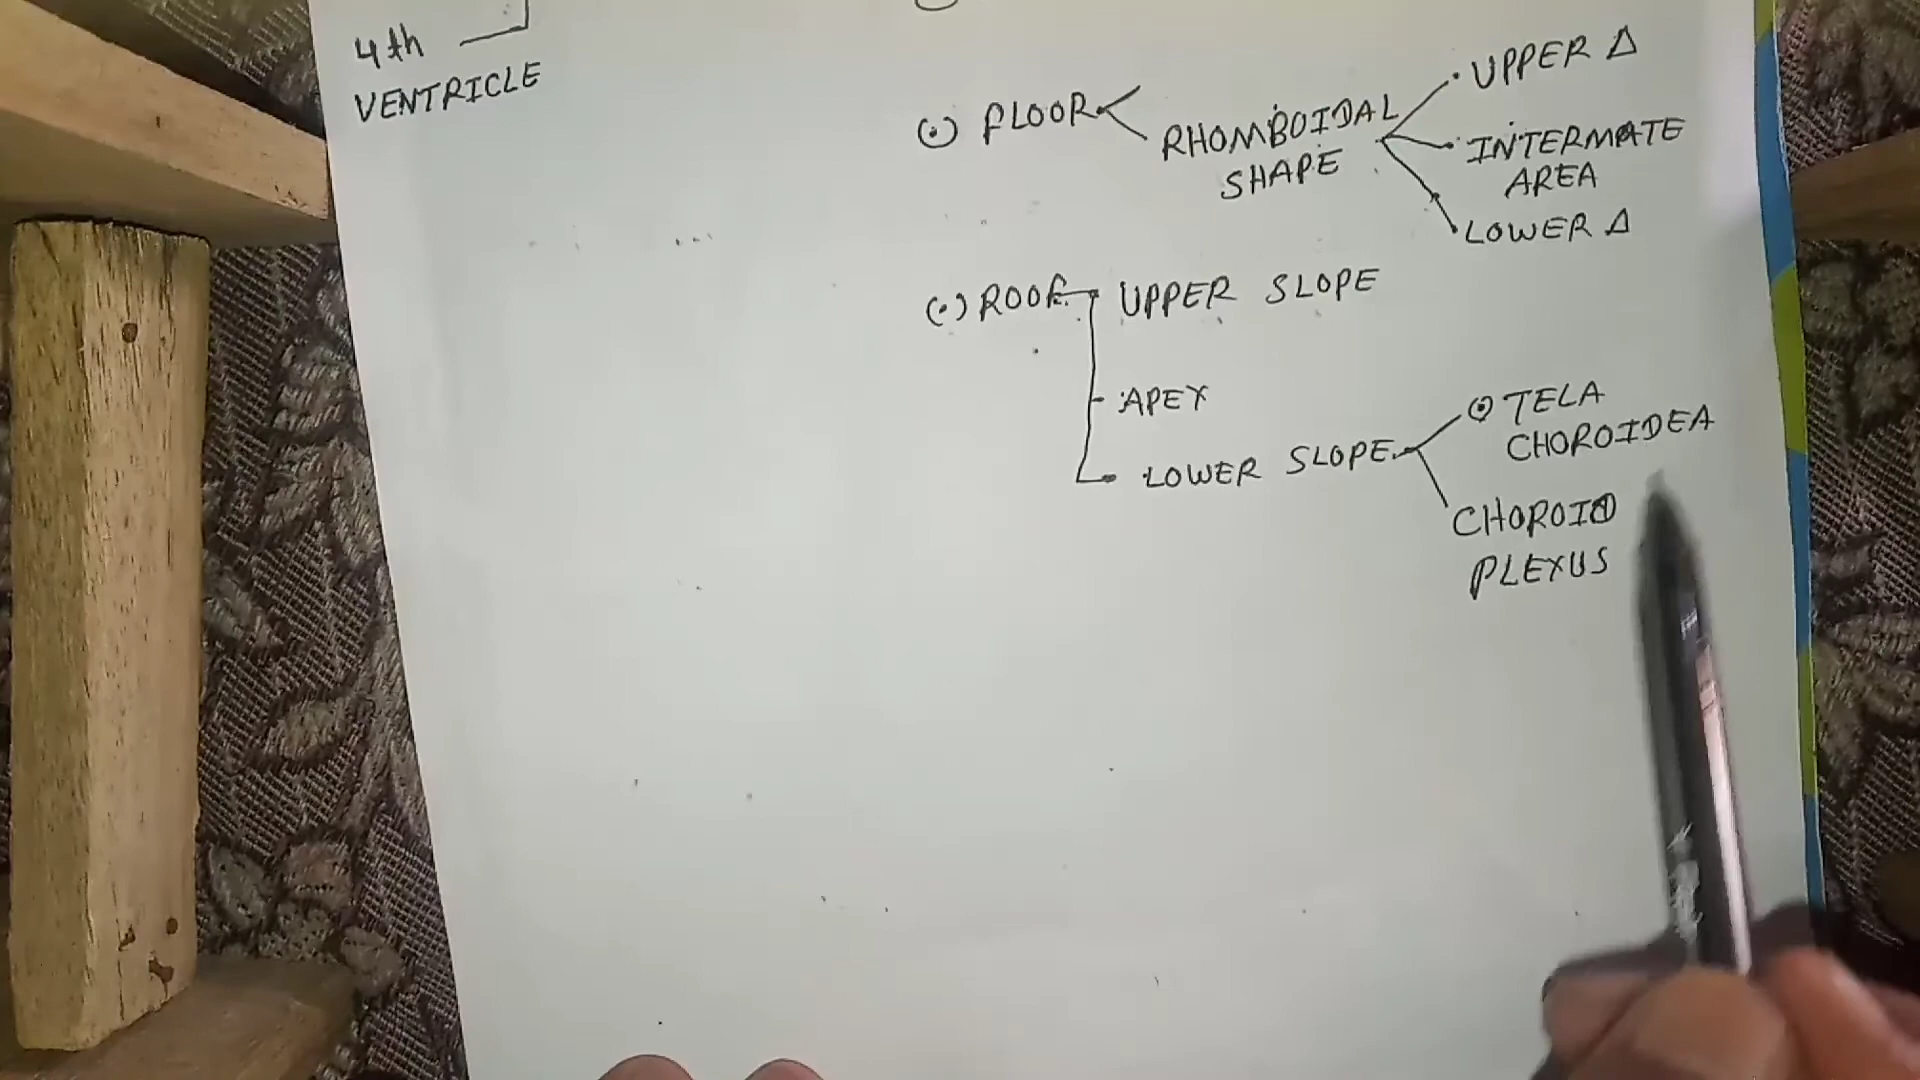 4th
VENTRICLE
(·) FLOOR
RHOMBOIDAL
SHAPE
· UPPER Δ
· INTERMATE
AREA
· LOWER Δ
(·) ROOF
UPPER SLOPE
APEX
LOWER SLOPE
TELA
CHOROIDEA
CHOROID
PLEXUS